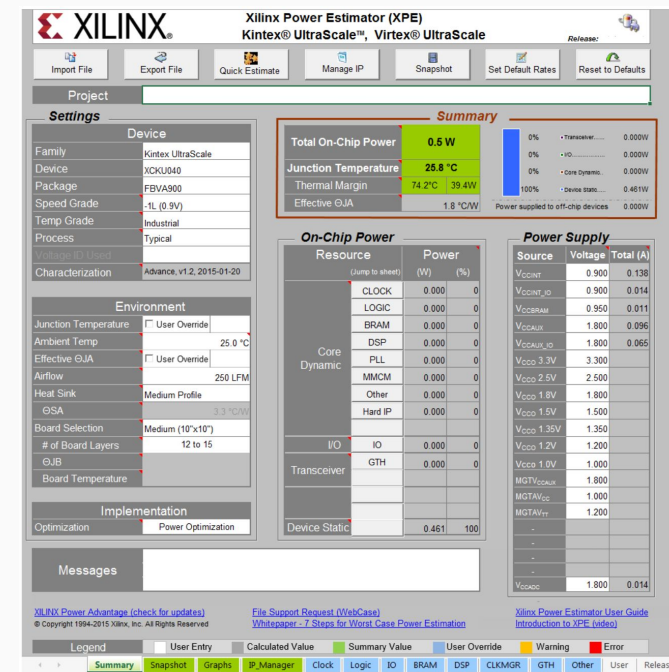 XILINX®
Xilinx Power Estimator (XPE)
Kintex® UltraScale™, Virtex® UltraScale
Release:
Import File
Export File
Quick Estimate
Manage IP
Snapshot
Set Default Rates
Reset to Defaults
Project
Settings
Device
Family Kintex UltraScale
Device XCKU040
Package FBVA900
Speed Grade -1L (0.9V)
Temp Grade Industrial
Process Typical
Voltage ID Used
Characterization Advance, v1.2, 2015-01-20
Environment
Junction Temperature User Override
Ambient Temp 25.0 °C
Effective ΘJA User Override
Airflow 250 LFM
Heat Sink Medium Profile
ΘSA 3.3 °C/W
Board Selection Medium (10"x10")
# of Board Layers 12 to 15
ΘJB
Board Temperature
Implementation
Optimization Power Optimization
Summary
Total On-Chip Power 0.5 W
Junction Temperature 25.8 °C
Thermal Margin 74.2°C 39.4W
Effective ΘJA 1.8 °C/W
0% Transceiver...... 0.000W
0% I/O.................. 0.000W
0% Core Dynamic.. 0.000W
100% Device Static..... 0.461W
Power supplied to off-chip devices 0.000W
On-Chip Power
Resource Power
(Jump to sheet) (W) (%)
Core Dynamic
CLOCK 0.000 0
LOGIC 0.000 0
BRAM 0.000 0
DSP 0.000 0
PLL 0.000 0
MMCM 0.000 0
Other 0.000 0
Hard IP 0.000 0
I/O IO 0.000 0
Transceiver GTH 0.000 0
Device Static 0.461 100
Power Supply
Source Voltage Total (A)
VCCINT 0.900 0.138
VCCINT_IO 0.900 0.014
VCCBRAM 0.950 0.011
VCCAUX 1.800 0.096
VCCAUX_IO 1.800 0.065
VCCO 3.3V 3.300
VCCO 2.5V 2.500
VCCO 1.8V 1.800
VCCO 1.5V 1.500
VCCO 1.35V 1.350
VCCO 1.2V 1.200
Vcco 1.0V 1.000
MGTVCCAUX 1.800
MGTAVCC 1.000
MGTAVTT 1.200
-
-
-
-
VCCADC 1.800 0.014
Messages
XILINX Power Advantage (check for updates)
File Support Request (WebCase)
Xilinx Power Estimator User Guide
© Copyright 1994-2015 Xilinx, Inc. All Rights Reserved
Whitepaper - 7 Steps for Worst Case Power Estimation
Introduction to XPE (video)
Legend User Entry Calculated Value Summary Value User Override Warning Error
Summary Snapshot Graphs IP_Manager Clock Logic IO BRAM DSP CLKMGR GTH Other User Releas